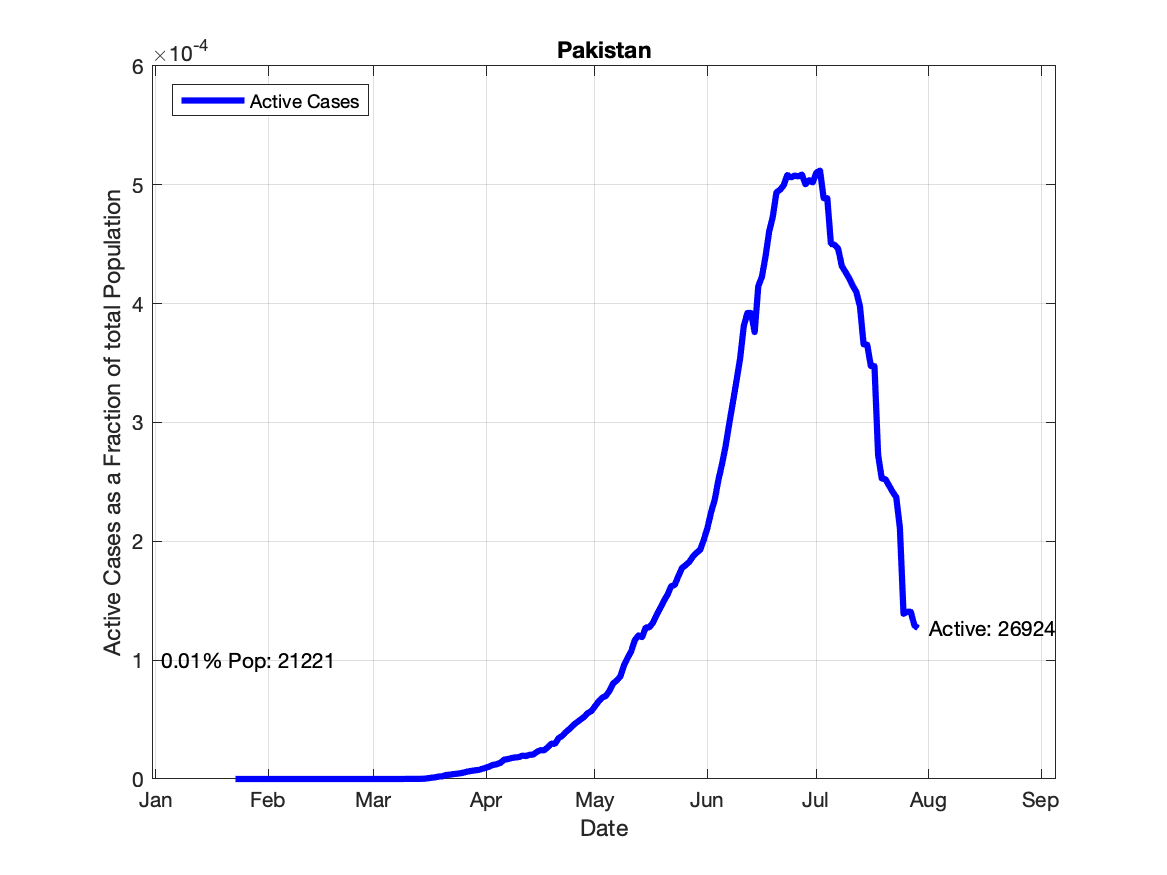 Pakistan
×10-4
6
5
4
3
2
1
0
Active Cases as a Fraction of total Population
Active Cases
0.01% Pop: 21221
Active: 26924
Jan Feb Mar Apr May Jun Jul Aug Sep
Date